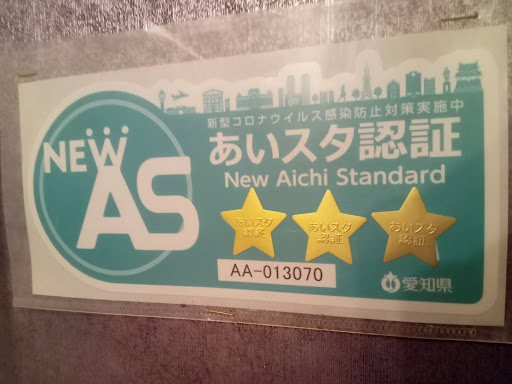 NEW
AS
新型コロナウイルス感染防止対策実施中
あいスタ認証
New Aichi Standard
あいスタ
認証
あいスタ
認証
あいスタ
認証
AA-013070
愛知県